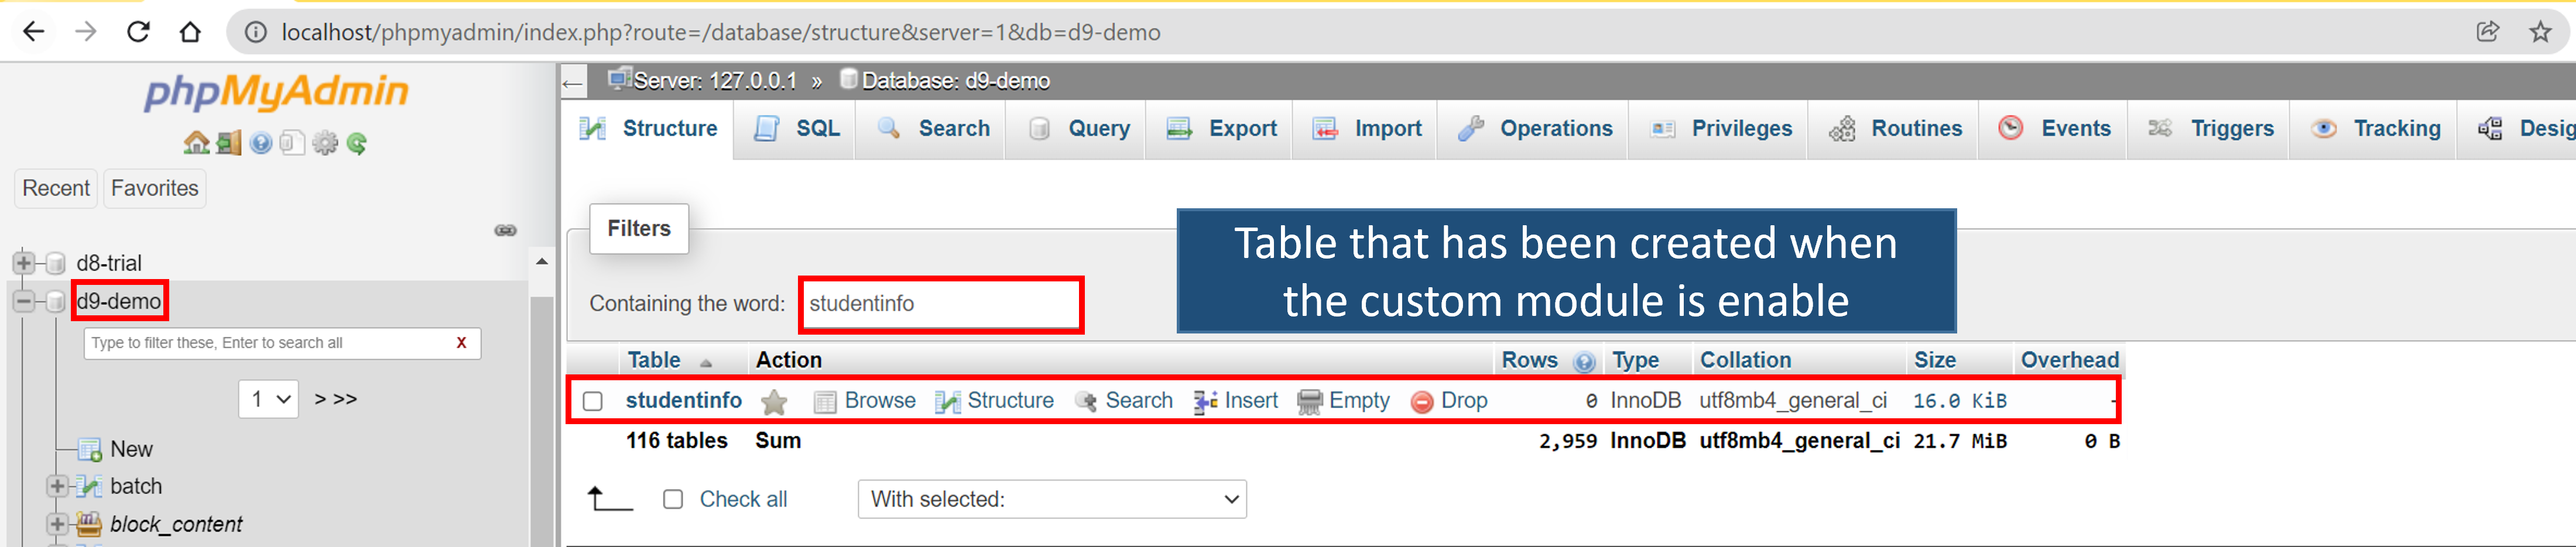 localhost/phpmyadmin/index.php?route=/database/structure&server=1&db=d9-demo
phpMyAdmin
Recent Favorites
d8-trial
d9-demo
Type to filter these, Enter to search all X
1 > >>
New
batch
block_content
← Server: 127.0.0.1 » Database: d9-demo
Structure SQL Search Query Export Import Operations Privileges Routines Events Triggers Tracking Desig
Filters
Containing the word: studentinfo
Table that has been created when
the custom module is enable
Table Action Rows Type Collation Size Overhead
studentinfo Browse Structure Search Insert Empty Drop 0 InnoDB utf8mb4_general_ci 16.0 KiB -
116 tables Sum 2,959 InnoDB utf8mb4_general_ci 21.7 MiB 0 B
Check all With selected: